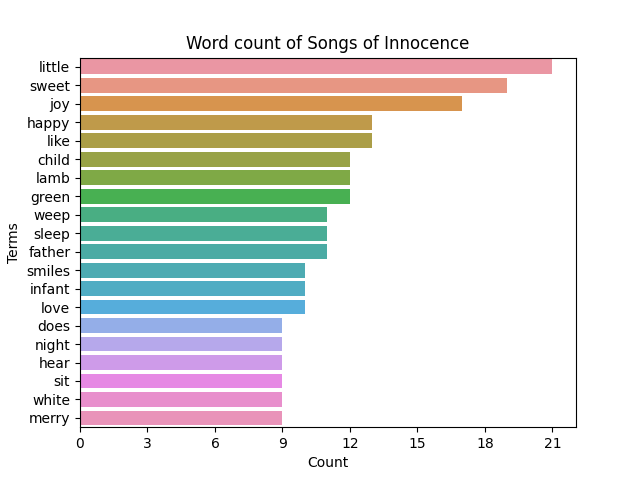 Word count of Songs of Innocence
Terms
little
sweet
joy
happy
like
child
lamb
green
weep
sleep
father
smiles
infant
love
does
night
hear
sit
white
merry
0 3 6 9 12 15 18 21
Count